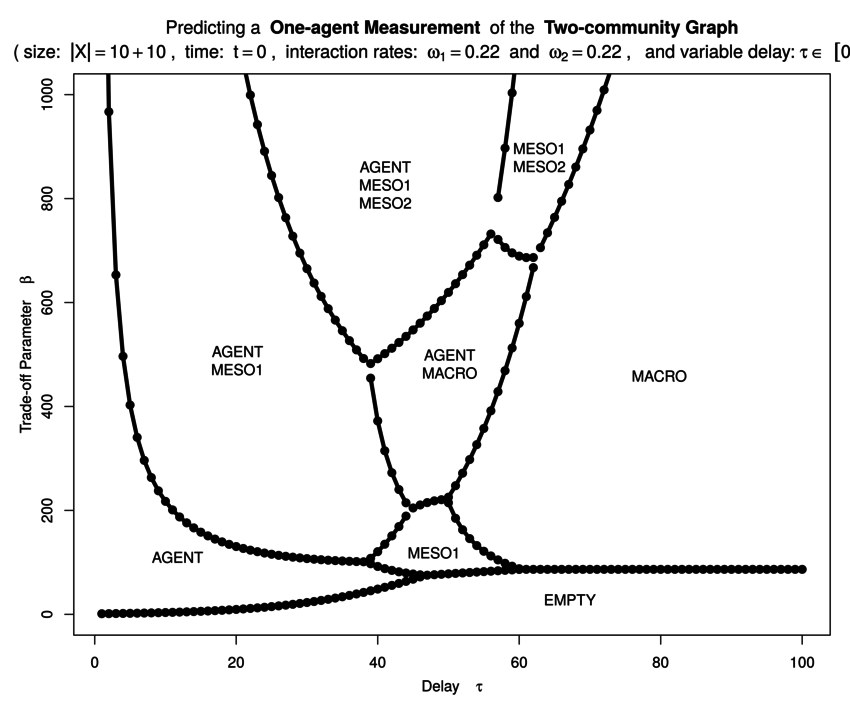 Predicting a One-agent Measurement of the Two-community Graph
( size: |X| = 10 + 10 , time: t = 0 , interaction rates: ω₁ = 0.22 and ω₂ = 0.22 , and variable delay: τ ∈ [0
1000
800
600
400
200
0
Trade-off Parameter β
AGENT
MESO1
MESO2
MESO1
MESO2
AGENT
MESO1
AGENT
MACRO
MACRO
AGENT
MESO1
EMPTY
0 20 40 60 80 100
Delay τ